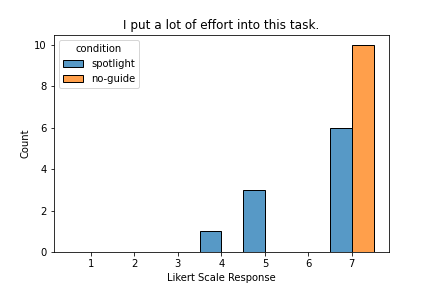 I put a lot of effort into this task.
condition
spotlight
no-guide
10
8
6
4
2
0
Count
1 2 3 4 5 6 7
Likert Scale Response